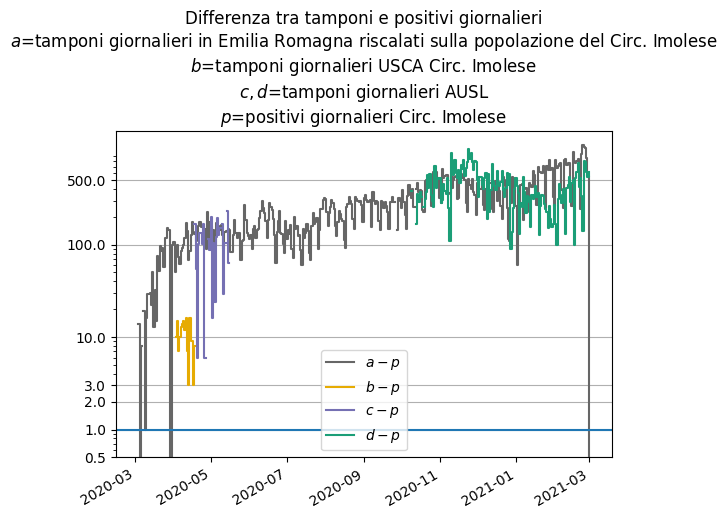 Differenza tra tamponi e positivi giornalieri
a=tamponi giornalieri in Emilia Romagna riscalati sulla popolazione del Circ. Imolese
b=tamponi giornalieri USCA Circ. Imolese
c, d=tamponi giornalieri AUSL
p=positivi giornalieri Circ. Imolese
500.0
100.0
10.0
3.0
2.0
1.0
0.5
a − p
b − p
c − p
d − p
2020-03
2020-05
2020-07
2020-09
2020-11
2021-01
2021-03